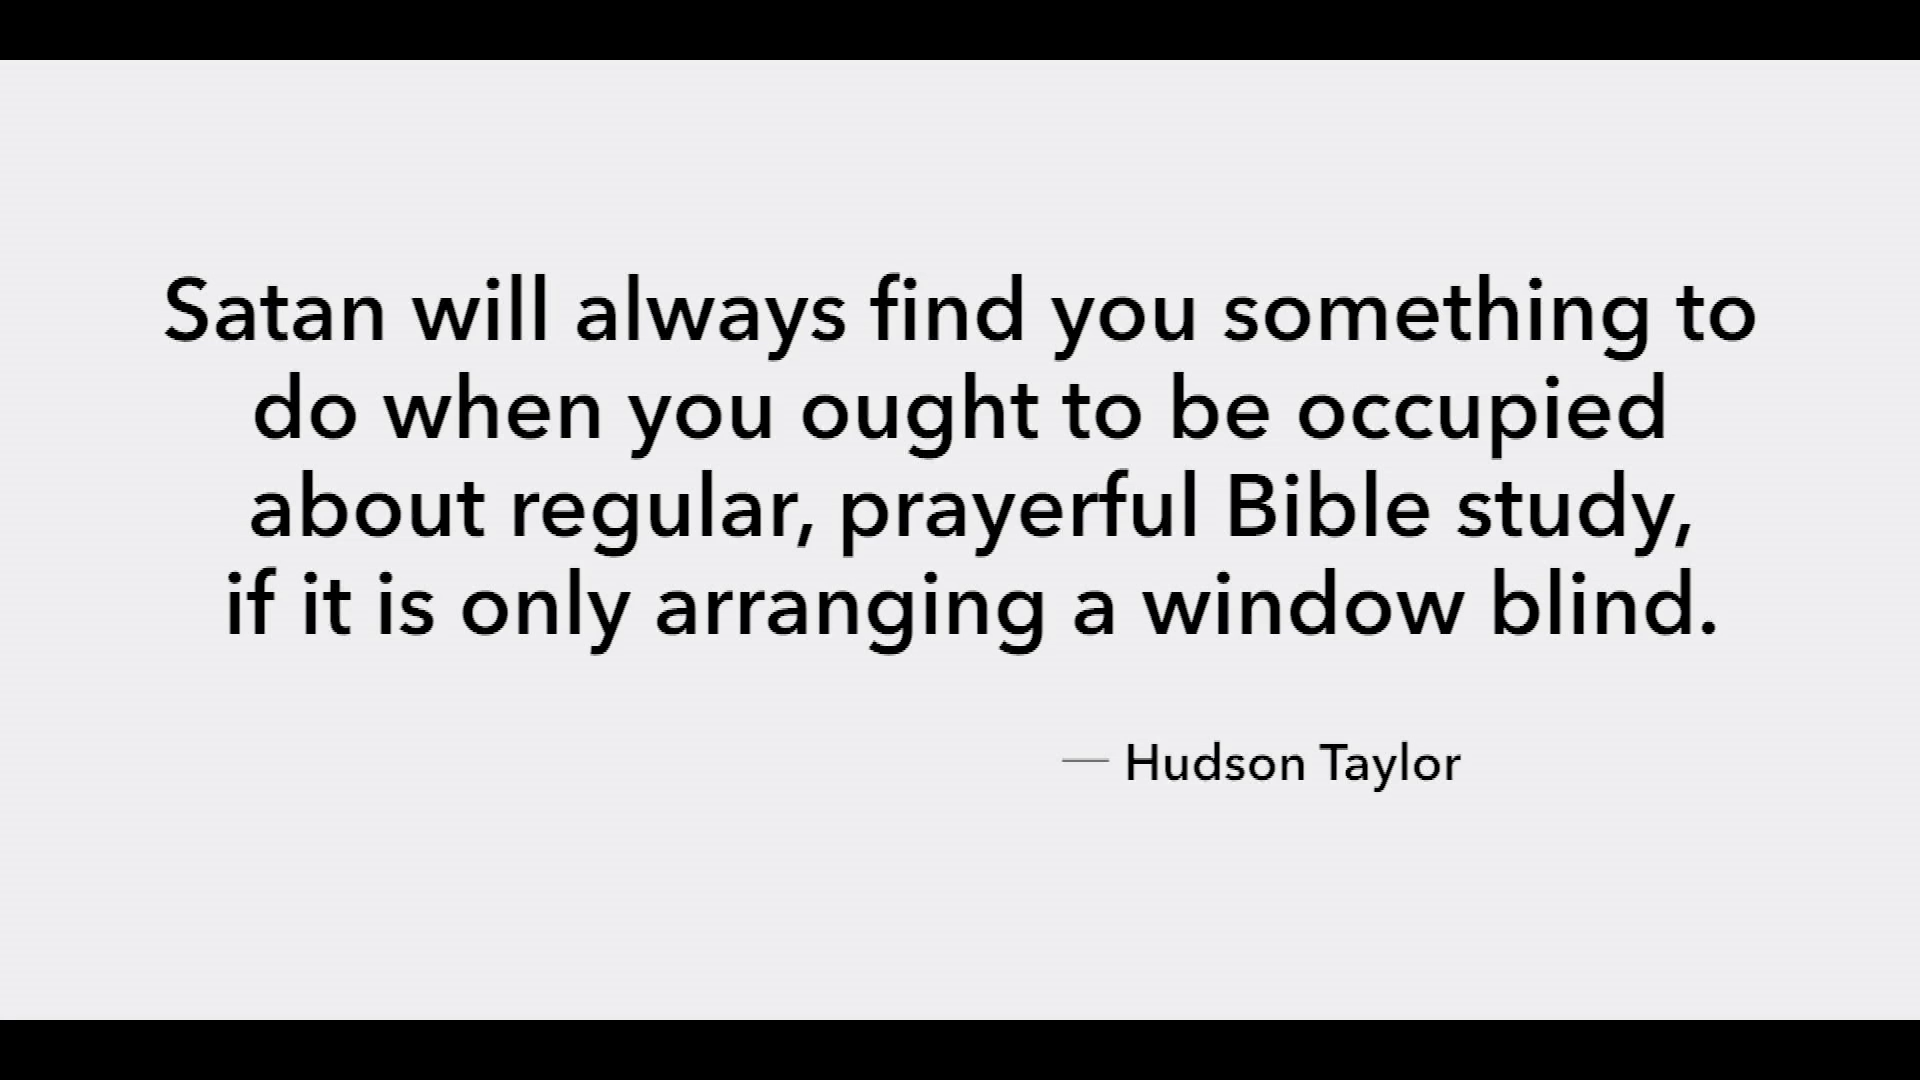 Satan will always find you something to
do when you ought to be occupied
about regular, prayerful Bible study,
if it is only arranging a window blind.
— Hudson Taylor